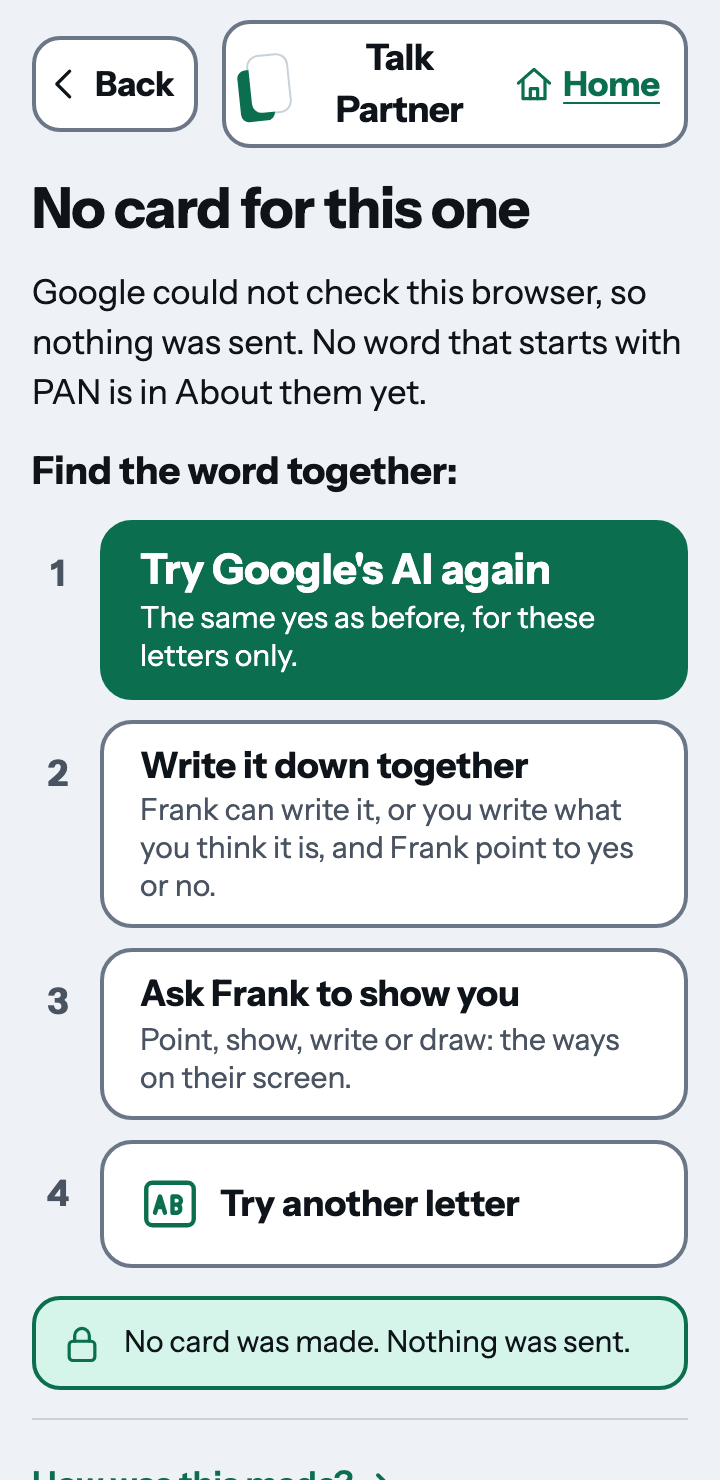 Back
Talk
Partner
Home
No card for this one
Google could not check this browser, so
nothing was sent. No word that starts with
PAN is in About them yet.
Find the word together:
1
Try Google's AI again
The same yes as before, for these
letters only.
2
Write it down together
Frank can write it, or you write what
you think it is, and Frank point to yes
or no.
3
Ask Frank to show you
Point, show, write or draw: the ways
on their screen.
4
AB
Try another letter
No card was made. Nothing was sent.
How was this made?